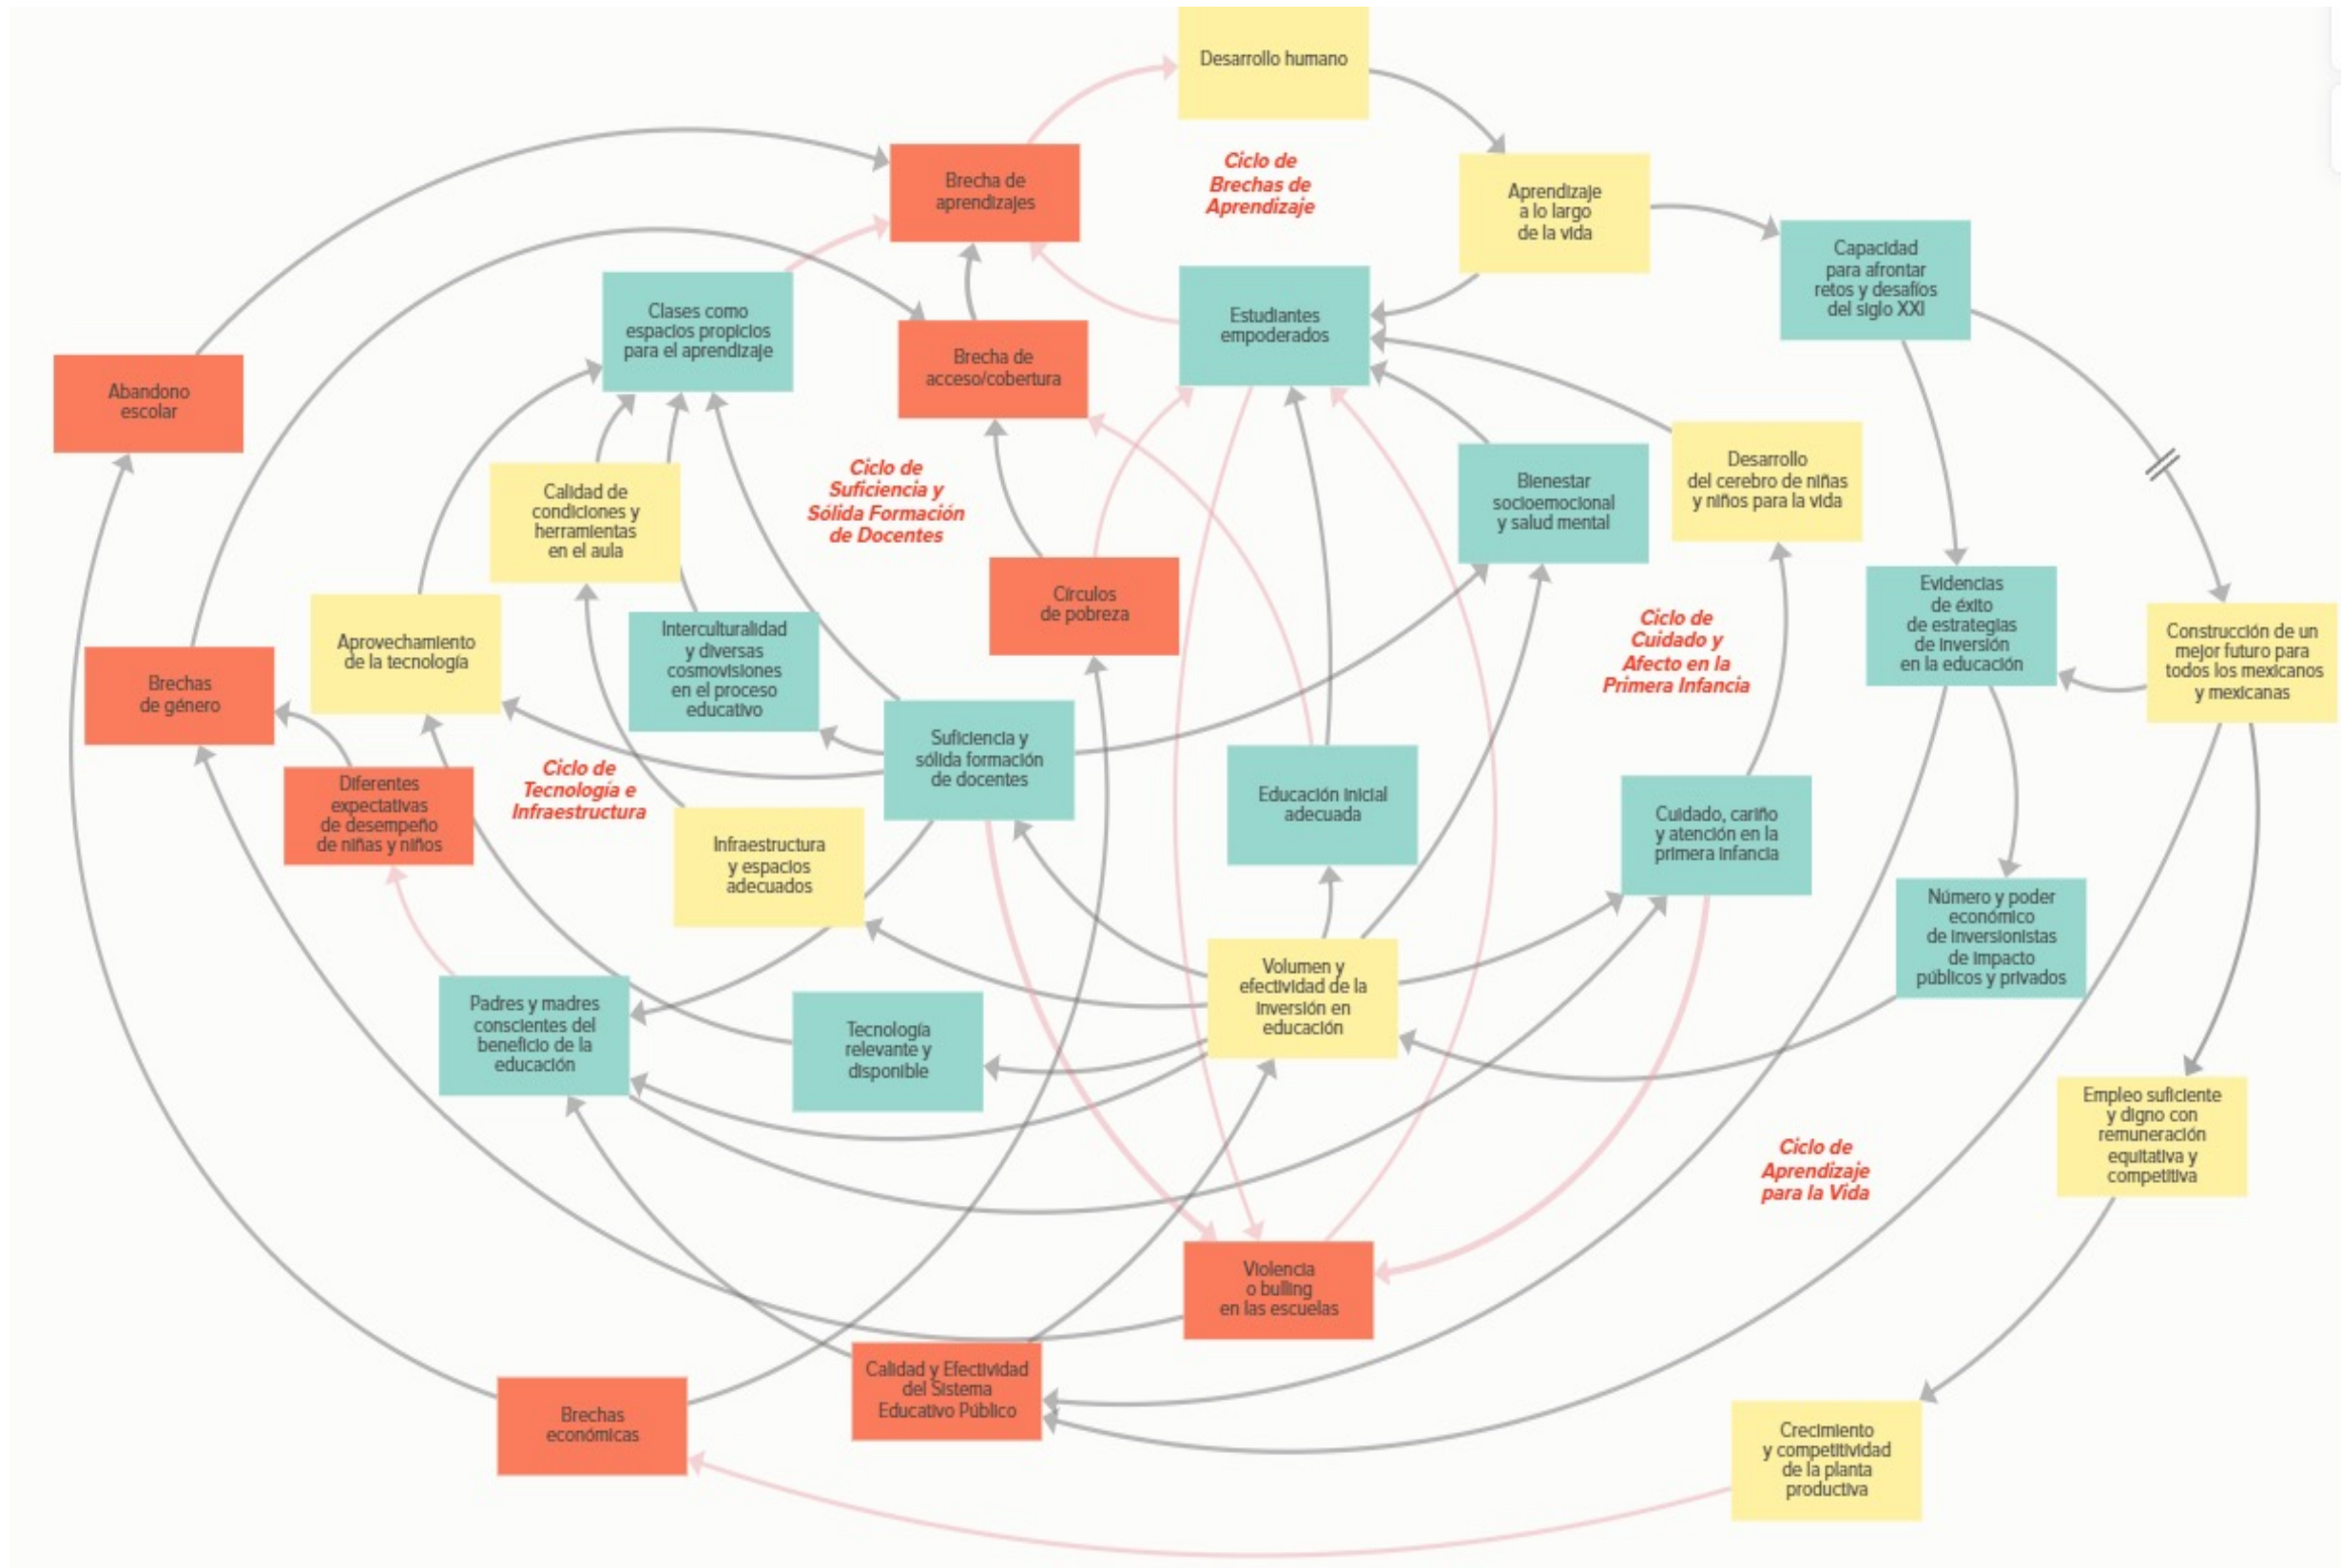 Desarrollo humano
Brecha de
aprendizajes
Ciclo de
Brechas de
Aprendizaje
Aprendizaje
a lo largo
de la vida
Capacidad
para afrontar
retos y desafíos
del siglo XXI
Clases como
espacios propicios
para el aprendizaje
Brecha de
acceso/cobertura
Estudiantes
empoderados
Abandono
escolar
Calidad de
condiciones y
herramientas
en el aula
Ciclo de
Suficiencia y
Sólida Formación
de Docentes
Bienestar
socioemocional
y salud mental
Desarrollo
del cerebro de niñas
y niños para la vida
Círculos
de pobreza
Evidencias
de éxito
de estrategias
de inversión
en la educación
Construcción de un
mejor futuro para
todos los mexicanos
y mexicanas
Aprovechamiento
de la tecnología
Interculturalidad
y diversas
cosmovisiones
en el proceso
educativo
Ciclo de
Cuidado y
Afecto en la
Primera Infancia
Brechas
de género
Suficiencia y
sólida formación
de docentes
Diferentes
expectativas
de desempeño
de niñas y niños
Ciclo de
Tecnología e
Infraestructura
Infraestructura
y espacios
adecuados
Educación inicial
adecuada
Cuidado, cariño
y atención en la
primera infancia
Número y poder
económico
de inversionistas
de impacto
públicos y privados
Padres y madres
conscientes del
beneficio de la
educación
Tecnología
relevante y
disponible
Volumen y
efectividad de la
inversión en
educación
Empleo suficiente
y digno con
remuneración
equitativa y
competitiva
Ciclo de
Aprendizaje
para la Vida
Violencia
o bulling
en las escuelas
Calidad y Efectividad
del Sistema
Educativo Público
Brechas
económicas
Crecimiento
y competitividad
de la planta
productiva